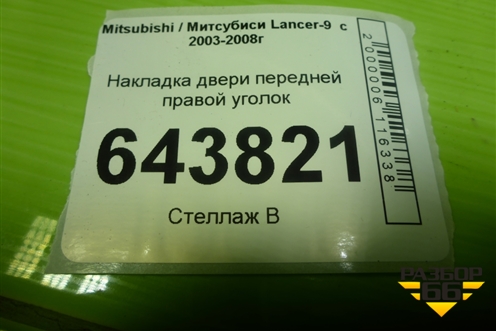 Mitsubishi / Митсубиси Lancer-9 с
2003-2008г
Накладка двери передней
правой уголок
643821
Стеллаж В
2000006116338
РАЗБОР
66